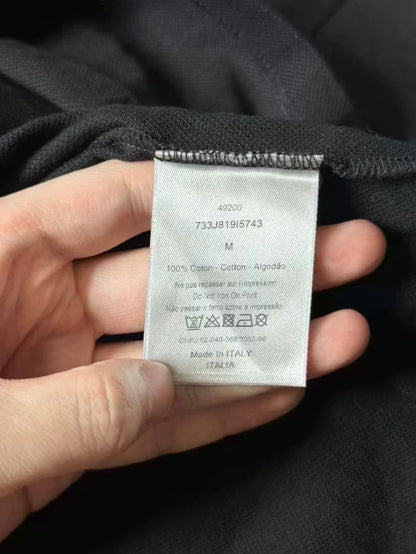 49200
733J819I5743
M
100% Coton - Cotton - Algodão
Ne pas repasser sur l'impression
Do Not Iron On Print
Não passar o ferro sobre a impressão
Made in ITALY
ITALIA